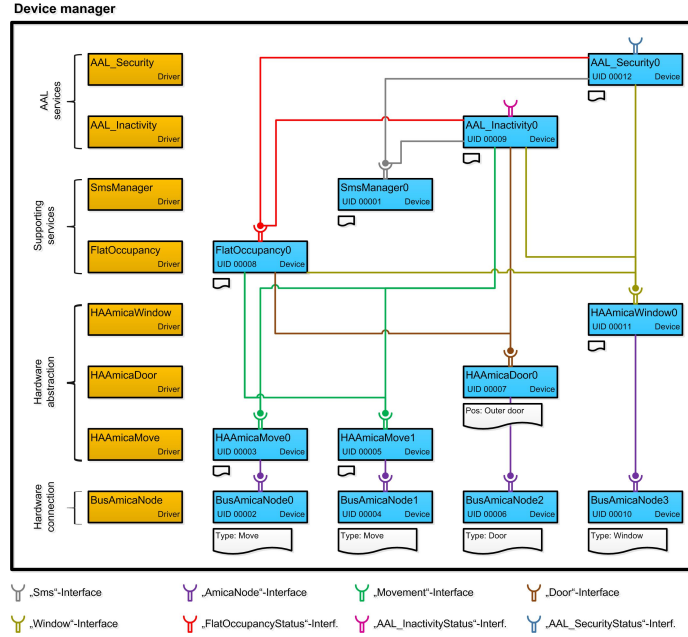 Device manager
AAL
services
Supporting
services
Hardware
abstraction
Hardware
connection
AAL_Security
Driver
AAL_Security0
UID 00012 Device
AAL_Inactivity
Driver
AAL_Inactivity0
UID 00009 Device
SmsManager
Driver
SmsManager0
UID 00001 Device
FlatOccupancy
Driver
FlatOccupancy0
UID 00008 Device
HAAmicaWindow
Driver
HAAmicaWindow0
UID 00011 Device
HAAmicaDoor
Driver
HAAmicaDoor0
UID 00007 Device
Pos: Outer door
HAAmicaMove
Driver
HAAmicaMove0
UID 00003 Device
HAAmicaMove1
UID 00005 Device
BusAmicaNode
Driver
BusAmicaNode0
UID 00002 Device
Type: Move
BusAmicaNode1
UID 00004 Device
Type: Move
BusAmicaNode2
UID 00006 Device
Type: Door
BusAmicaNode3
UID 00010 Device
Type: Window
„Sms“-Interface
„AmicaNode“-Interface
„Movement“-Interface
„Door“-Interface
„Window“-Interface
„FlatOccupancyStatus“-Interf.
„AAL_InactivityStatus“-Interf.
„AAL_SecurityStatus“-Interf.